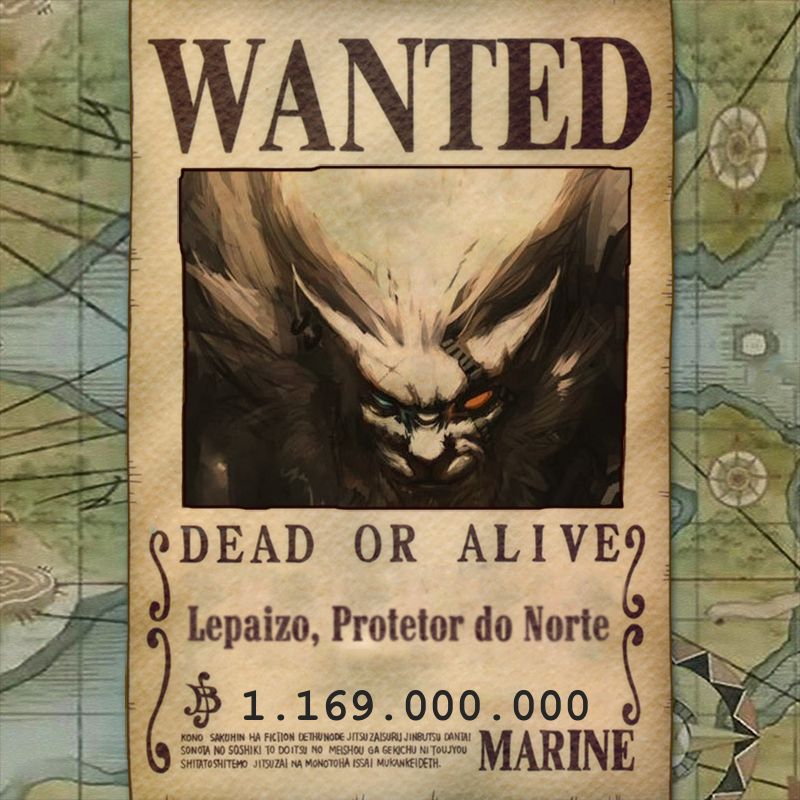 WANTED
DEAD OR ALIVE
Lepaizo, Protetor do Norte
1.169.000.000
KONO SAKUHIN HA FICTION DETHUNODE JITSUZAISURU JINBUTSU DANTAI
SONOTA NO SOSHIKI TO DOITSU NO MEISHOU GA GEKICHU NI TOUJYOU
SHITATOSHITEMO JITSUZAI NA MONOTOHA ISSAI MUKANKEIDETH.
MARINE